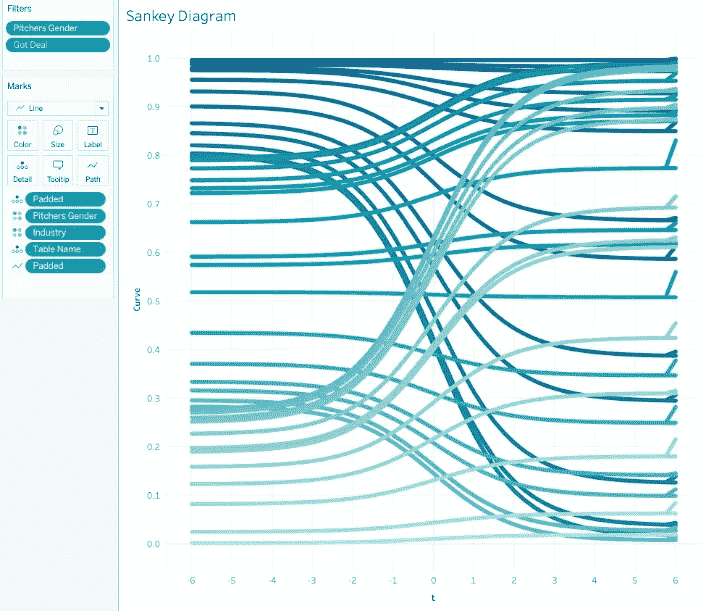 Filters
Pitchers Gender
Got Deal
Marks
Line
Color
Size
Label
Detail
Tooltip
Path
Padded
Pitchers Gender
Industry
Table Name
Padded
Sankey Diagram
Curve
1.0
0.9
0.8
0.7
0.6
0.5
0.4
0.3
0.2
0.1
0.0
-6
-5
-4
-3
-2
-1
0
1
2
3
4
5
6
t